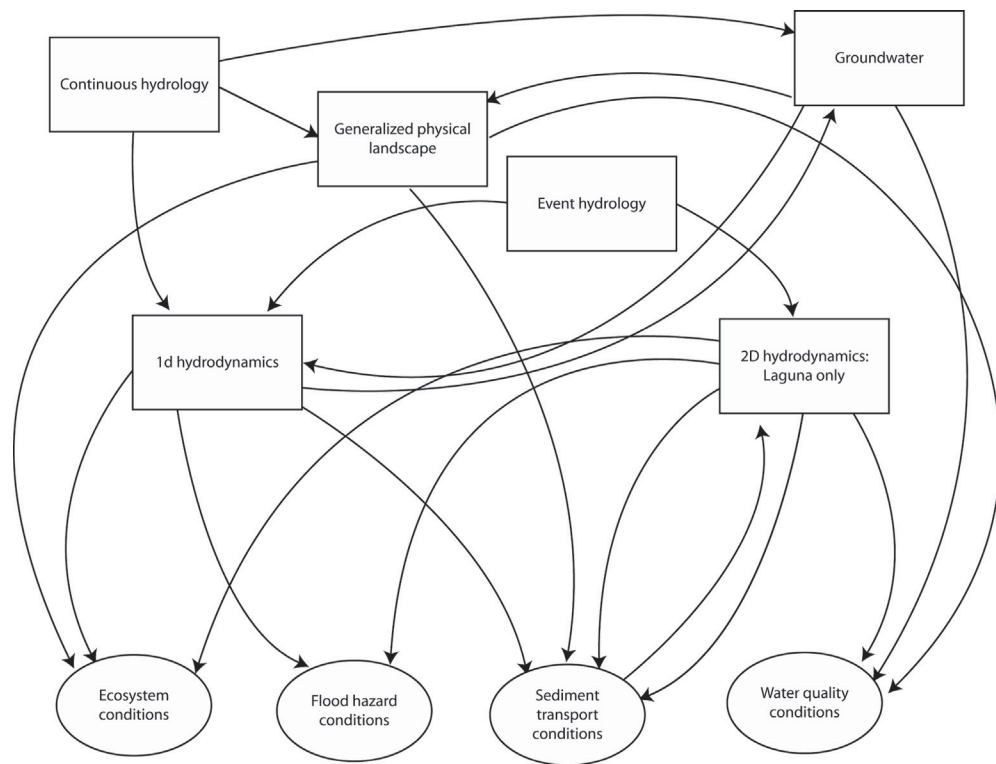 Continuous hydrology
Groundwater
Generalized physical
landscape
Event hydrology
1d hydrodynamics
2D hydrodynamics:
Laguna only
Ecosystem
conditions
Flood hazard
conditions
Sediment
transport
conditions
Water quality
conditions